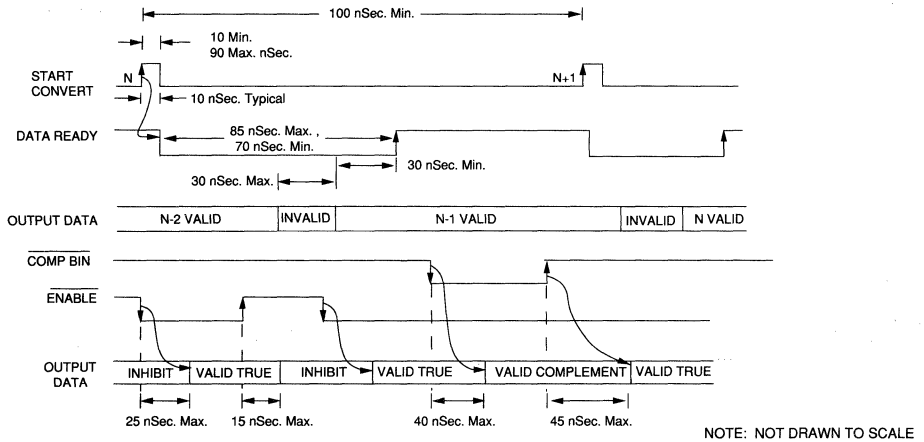 100 nSec. Min.
10 Min.
90 Max. nSec.
START
CONVERT
N
N+1
10 nSec. Typical
DATA READY
85 nSec. Max. ,
70 nSec. Min.
30 nSec. Min.
30 nSec. Max.
OUTPUT DATA
N-2 VALID
INVALID
N-1 VALID
INVALID
N VALID
COMP BIN
ENABLE
OUTPUT
DATA
INHIBIT
VALID TRUE
INHIBIT
VALID TRUE
VALID COMPLEMENT
VALID TRUE
25 nSec. Max.
15 nSec. Max.
40 nSec. Max.
45 nSec. Max.
NOTE: NOT DRAWN TO SCALE